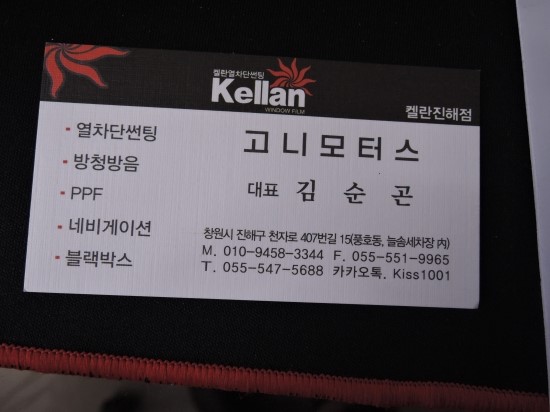 켈란열차단썬팅
Kellan
WINDOW FILM
켈란진해점
· 열차단썬팅
· 방청방음
· PPF
· 네비게이션
· 블랙박스
고니모터스
대표 김순곤
창원시 진해구 천자로 407번길 15(풍호동, 늘솜세차장 內)
M. 010-9458-3344 F. 055-551-9965
T. 055-547-5688 카카오톡. Kiss1001